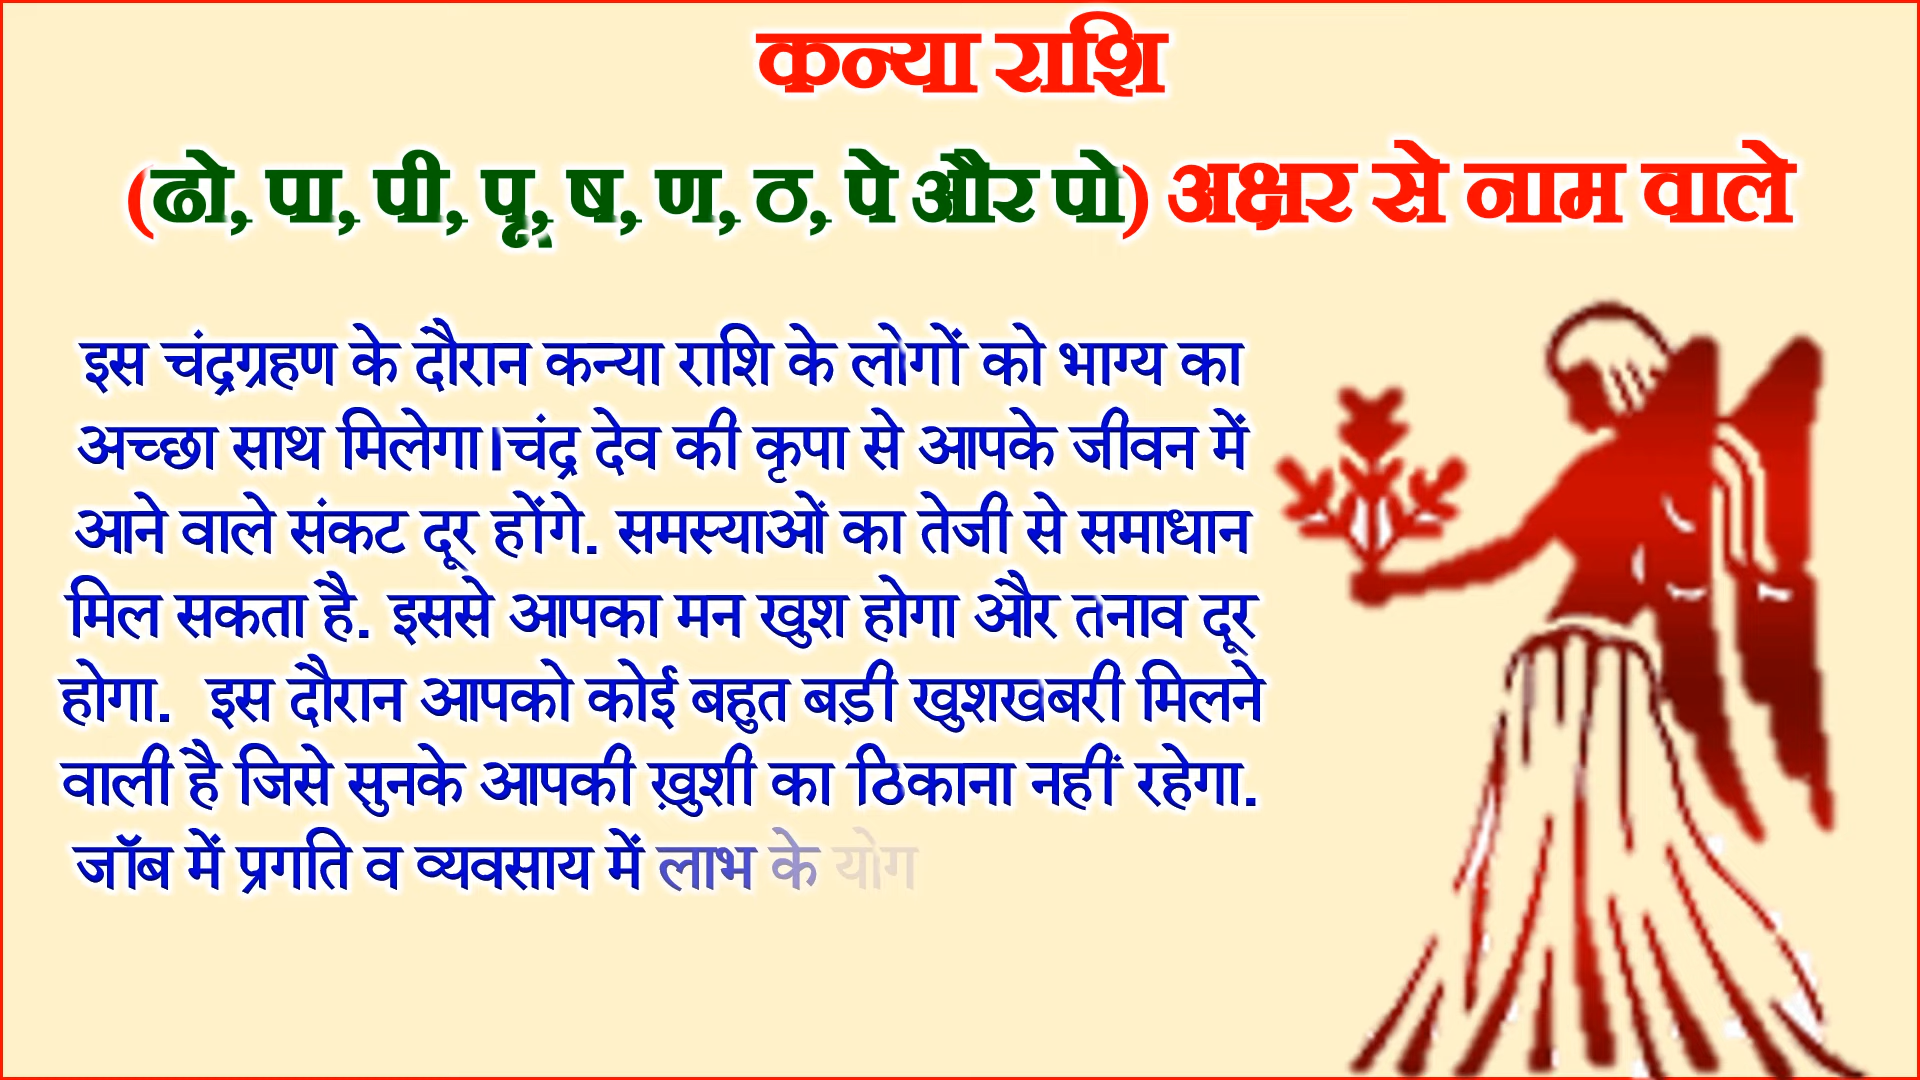 कन्या राशि
(ढो, पा, पी, पू, ष, ण, ठ, पे और पो) अक्षर से नाम वाले
इस चंद्रग्रहण के दौरान कन्या राशि के लोगों को भाग्य का
अच्छा साथ मिलेगा।चंद्र देव की कृपा से आपके जीवन में
आने वाले संकट दूर होंगे. समस्याओं का तेजी से समाधान
मिल सकता है. इससे आपका मन खुश होगा और तनाव दूर
होगा. इस दौरान आपको कोई बहुत बड़ी खुशखबरी मिलने
वाली है जिसे सुनके आपकी ख़ुशी का ठिकाना नहीं रहेगा.
जॉब में प्रगति व व्यवसाय में लाभ के योग